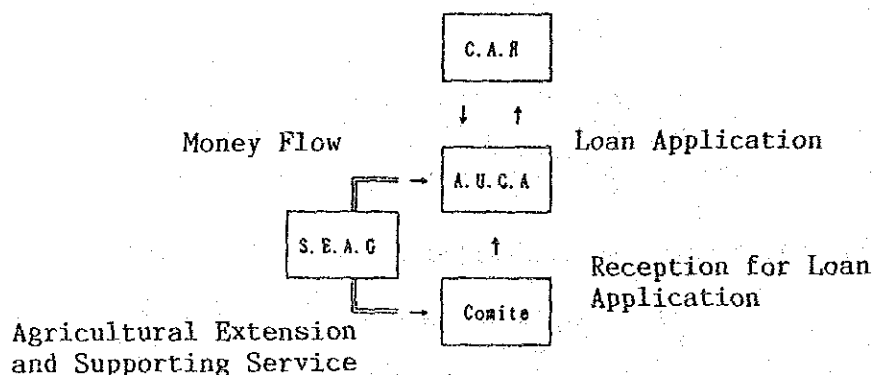 C.A.H
Money Flow
Loan Application
A.U.C.A
S.E.A.G
Reception for Loan
Application
Comite
Agricultural Extension
and Supporting Service